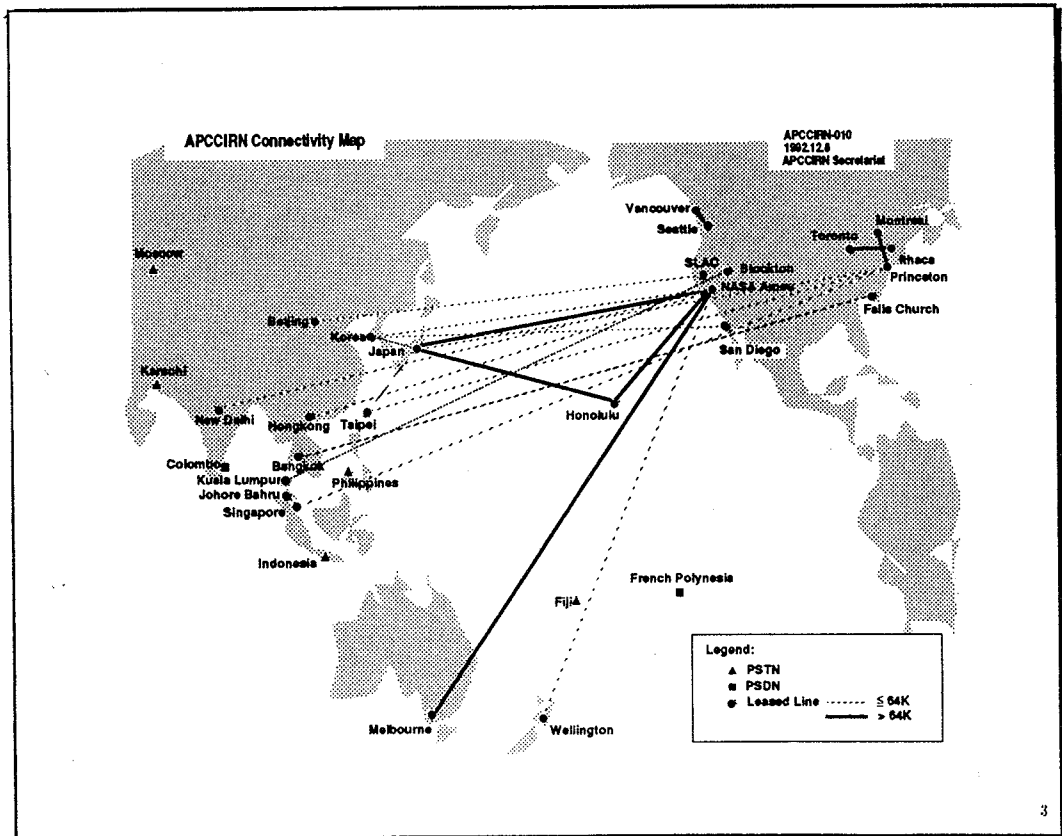 APCCIRN Connectivity Map
APCCIRN-010
1992.12.8
APCCIRN Secretariat
Vancouver
Seattle
Montreal
Toronto
Ithaca
Princeton
Moscow
SLAC
Stockton
NASA Ames
Falls Church
Beijing
Korea
Japan
San Diego
Karachi
New Delhi
Hongkong
Taipei
Honolulu
Colombo
Bangkok
Kuala Lumpur
Philippines
Johore Bahru
Singapore
Indonesia
French Polynesia
Fiji
Legend:
PSTN
PSDN
Leased Line ≤ 64K
> 64K
Melbourne
Wellington
3